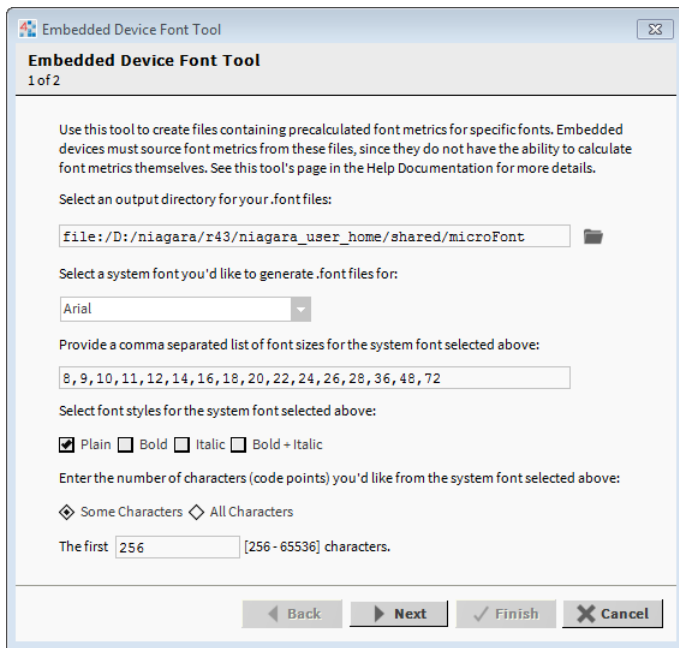 Embedded Device Font Tool
Embedded Device Font Tool
1 of 2
Use this tool to create files containing precalculated font metrics for specific fonts. Embedded
devices must source font metrics from these files, since they do not have the ability to calculate
font metrics themselves. See this tool's page in the Help Documentation for more details.
Select an output directory for your .font files:
file:/D:/niagara/r43/niagara_user_home/shared/microFont
Select a system font you'd like to generate .font files for:
Arial
Provide a comma separated list of font sizes for the system font selected above:
8,9,10,11,12,14,16,18,20,22,24,26,28,36,48,72
Select font styles for the system font selected above:
Plain Bold Italic Bold + Italic
Enter the number of characters (code points) you'd like from the system font selected above:
Some Characters All Characters
The first 256 [256 - 65536] characters.
Back Next Finish Cancel